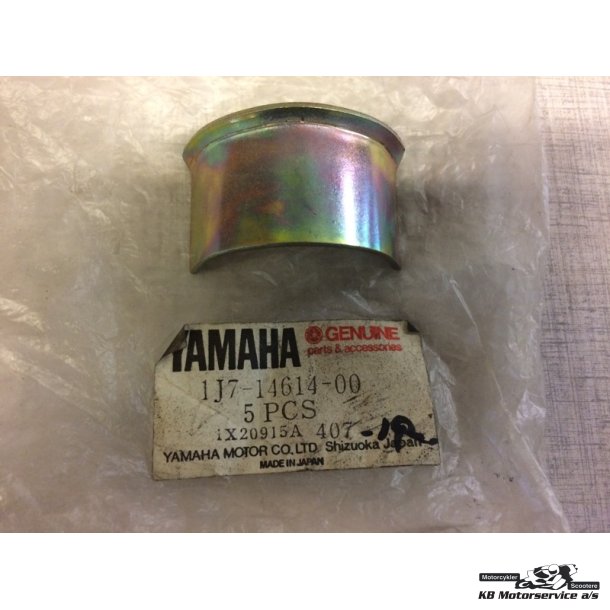 YAMAHA GENUINE
parts & accessories
1J7-14614-00
5 PCS
1X20915A 407-12
YAMAHA MOTOR CO.,LTD. Shizuoka Japan
MADE IN JAPAN
Motorcykler Scootere
KB Motorservice a/s